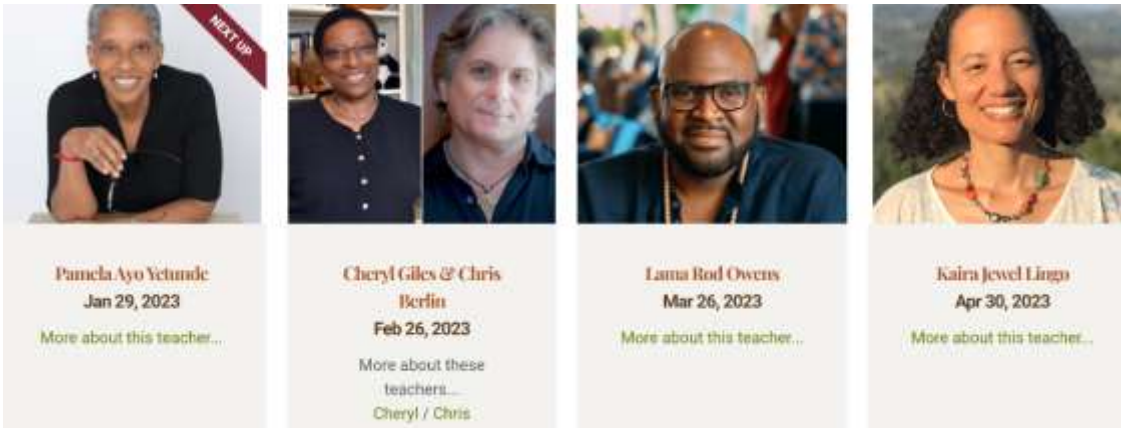 NEXT UP
Pamela Ayo Yetunde
Jan 29, 2023
More about this teacher...
Cheryl Giles & Chris
Berlin
Feb 26, 2023
More about these
teachers...
Cheryl / Chris
Lama Rod Owens
Mar 26, 2023
More about this teacher...
Kaira Jewel Lingo
Apr 30, 2023
More about this teacher...